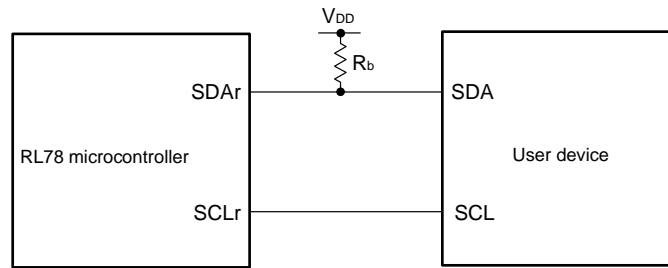 VDD
Rb
SDAr
SDA
RL78 microcontroller
User device
SCLr
SCL